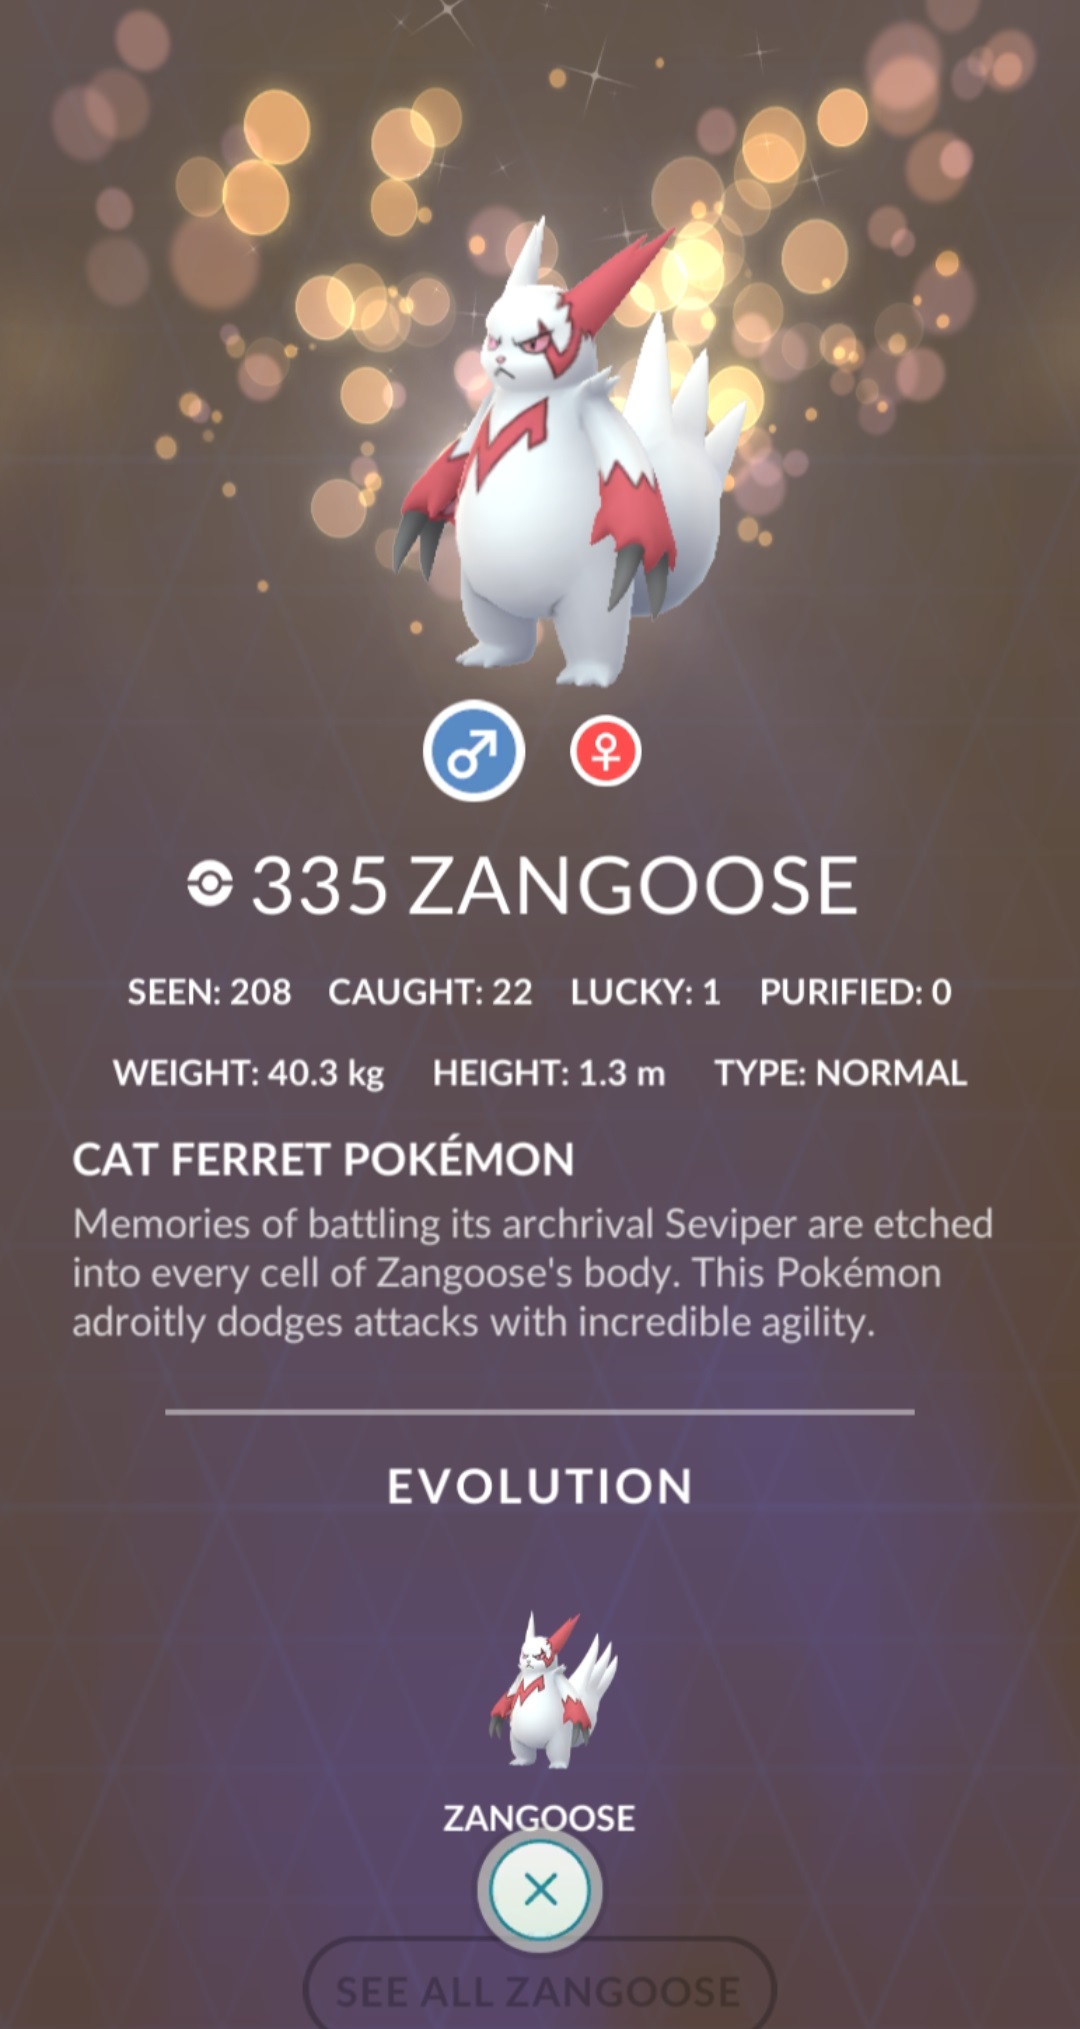 335 ZANGOOSE
SEEN: 208 CAUGHT: 22 LUCKY: 1 PURIFIED: 0
WEIGHT: 40.3 kg HEIGHT: 1.3 m TYPE: NORMAL
CAT FERRET POKÉMON
Memories of battling its archrival Seviper are etched
into every cell of Zangoose's body. This Pokémon
adroitly dodges attacks with incredible agility.
EVOLUTION
ZANGOOSE
SEE ALL ZANGOOSE